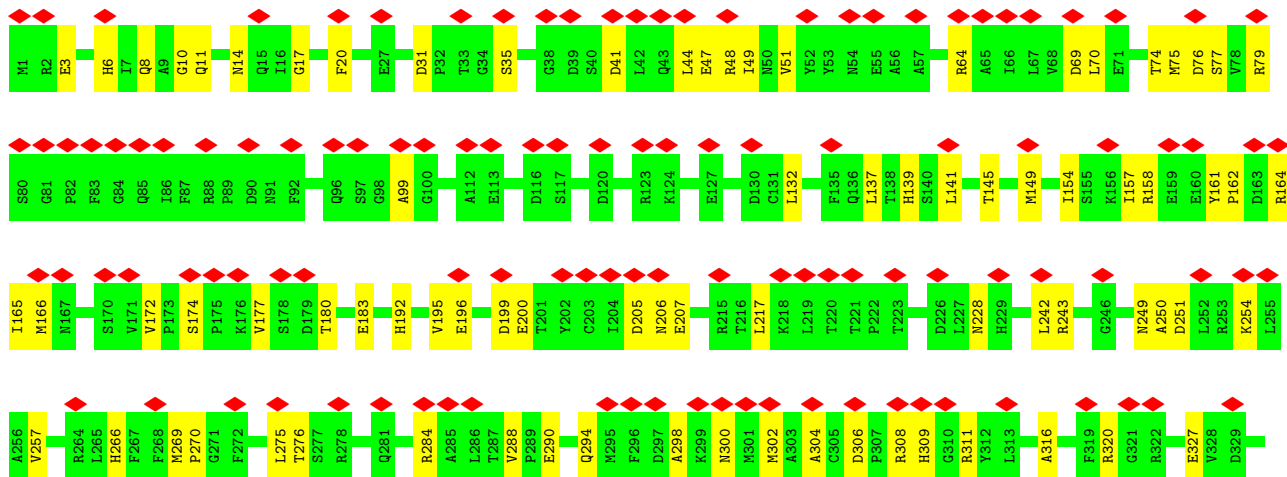 M1 R2 E3 H6 I7 Q8 A9 G10 Q11 N14 Q15 I16 G17 F20 E27 D31 P32 T33 G34 S35 G38 D39 S40 D41 L42 Q43 L44 E47 R48 I49 N50 V51 Y52 Y53 N54 E55 A56 A57 R64 A65 I66 L67 V68 D69 L70 E71 T74 M75 D76 S77 V78 R79
S80 G81 P82 F83 G84 Q85 I86 F87 R88 P89 D90 N91 F92 Q96 S97 G98 A99 G100 A112 E113 D116 S117 D120 R123 K124 E127 D130 C131 L132 F135 Q136 L137 T138 H139 S140 L141 T145 M149 I154 S155 K156 I157 R158 E159 E160 Y161 P162 D163 R164
I165 M166 N167 S170 V171 V172 P173 S174 P175 K176 V177 S178 D179 T180 E183 H192 V195 E196 D199 E200 T201 Y202 C203 I204 D205 N206 E207 R215 T216 L217 K218 L219 T220 T221 P222 T223 D226 L227 N228 H229 L242 R243 G246 N249 A250 D251 L252 R253 K254 L255
A256 V257 R264 L265 H266 F267 F268 M269 P270 G271 F272 L275 T276 S277 R278 Q281 R284 A285 L286 T287 V288 P289 E290 Q294 M295 F296 D297 A298 K299 N300 M301 M302 A303 A304 C305 D306 P307 R308 H309 G310 R311 Y312 L313 A316 F319 R320 G321 R322 E327 V328 D329